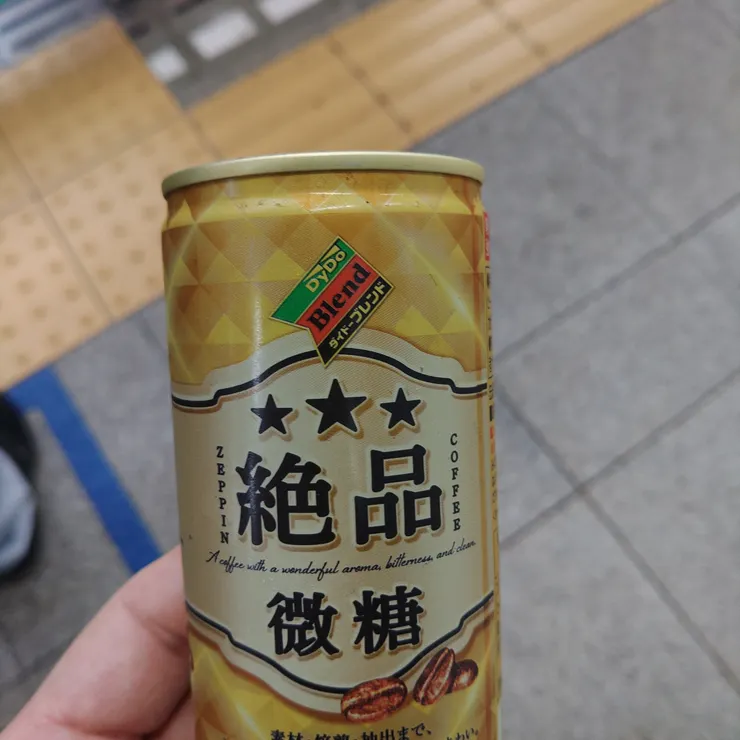 DyDo
Blend
ダイドーブレンド
ZEPPIN
絶品
COFFEE
A coffee with a wonderful aroma, bitterness, and clean.
微糖